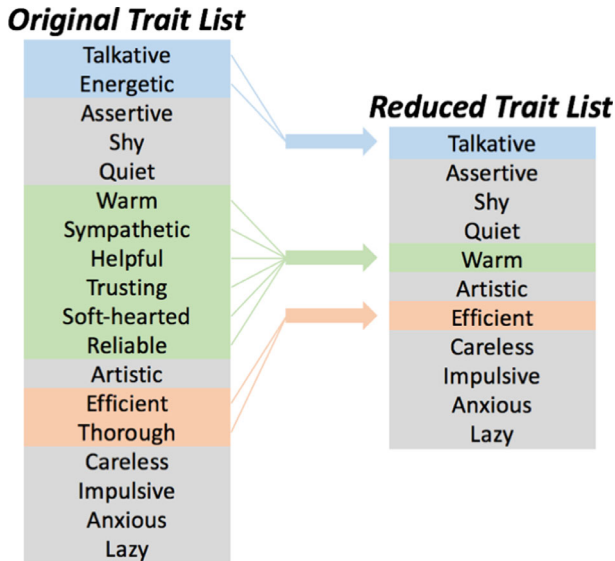 Original Trait List
Talkative
Energetic
Assertive
Shy
Quiet
Warm
Sympathetic
Helpful
Trusting
Soft-hearted
Reliable
Artistic
Efficient
Thorough
Careless
Impulsive
Anxious
Lazy
Reduced Trait List
Talkative
Assertive
Shy
Quiet
Warm
Artistic
Efficient
Careless
Impulsive
Anxious
Lazy